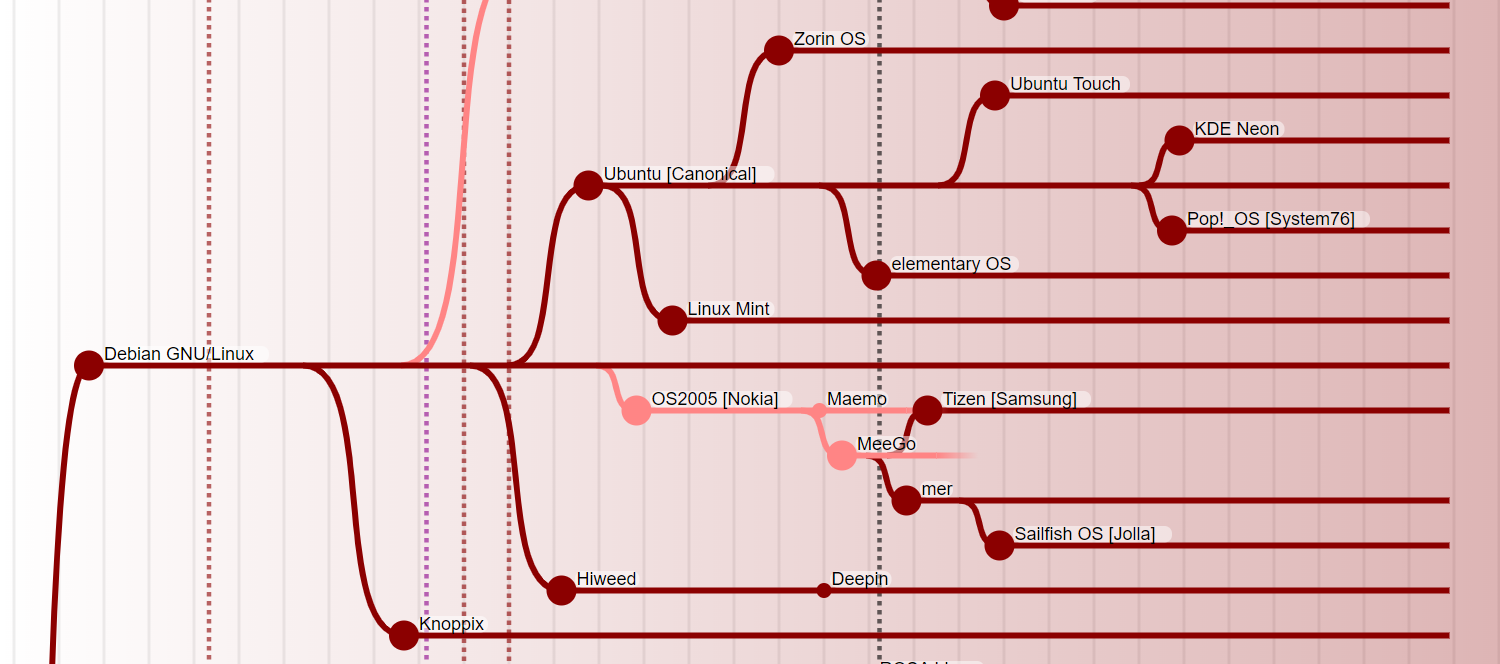 Zorin OS
Ubuntu Touch
KDE Neon
Ubuntu [Canonical]
Pop!_OS [System76]
elementary OS
Linux Mint
Debian GNU/Linux
OS2005 [Nokia]
Maemo
Tizen [Samsung]
MeeGo
mer
Sailfish OS [Jolla]
Hiweed
Deepin
Knoppix